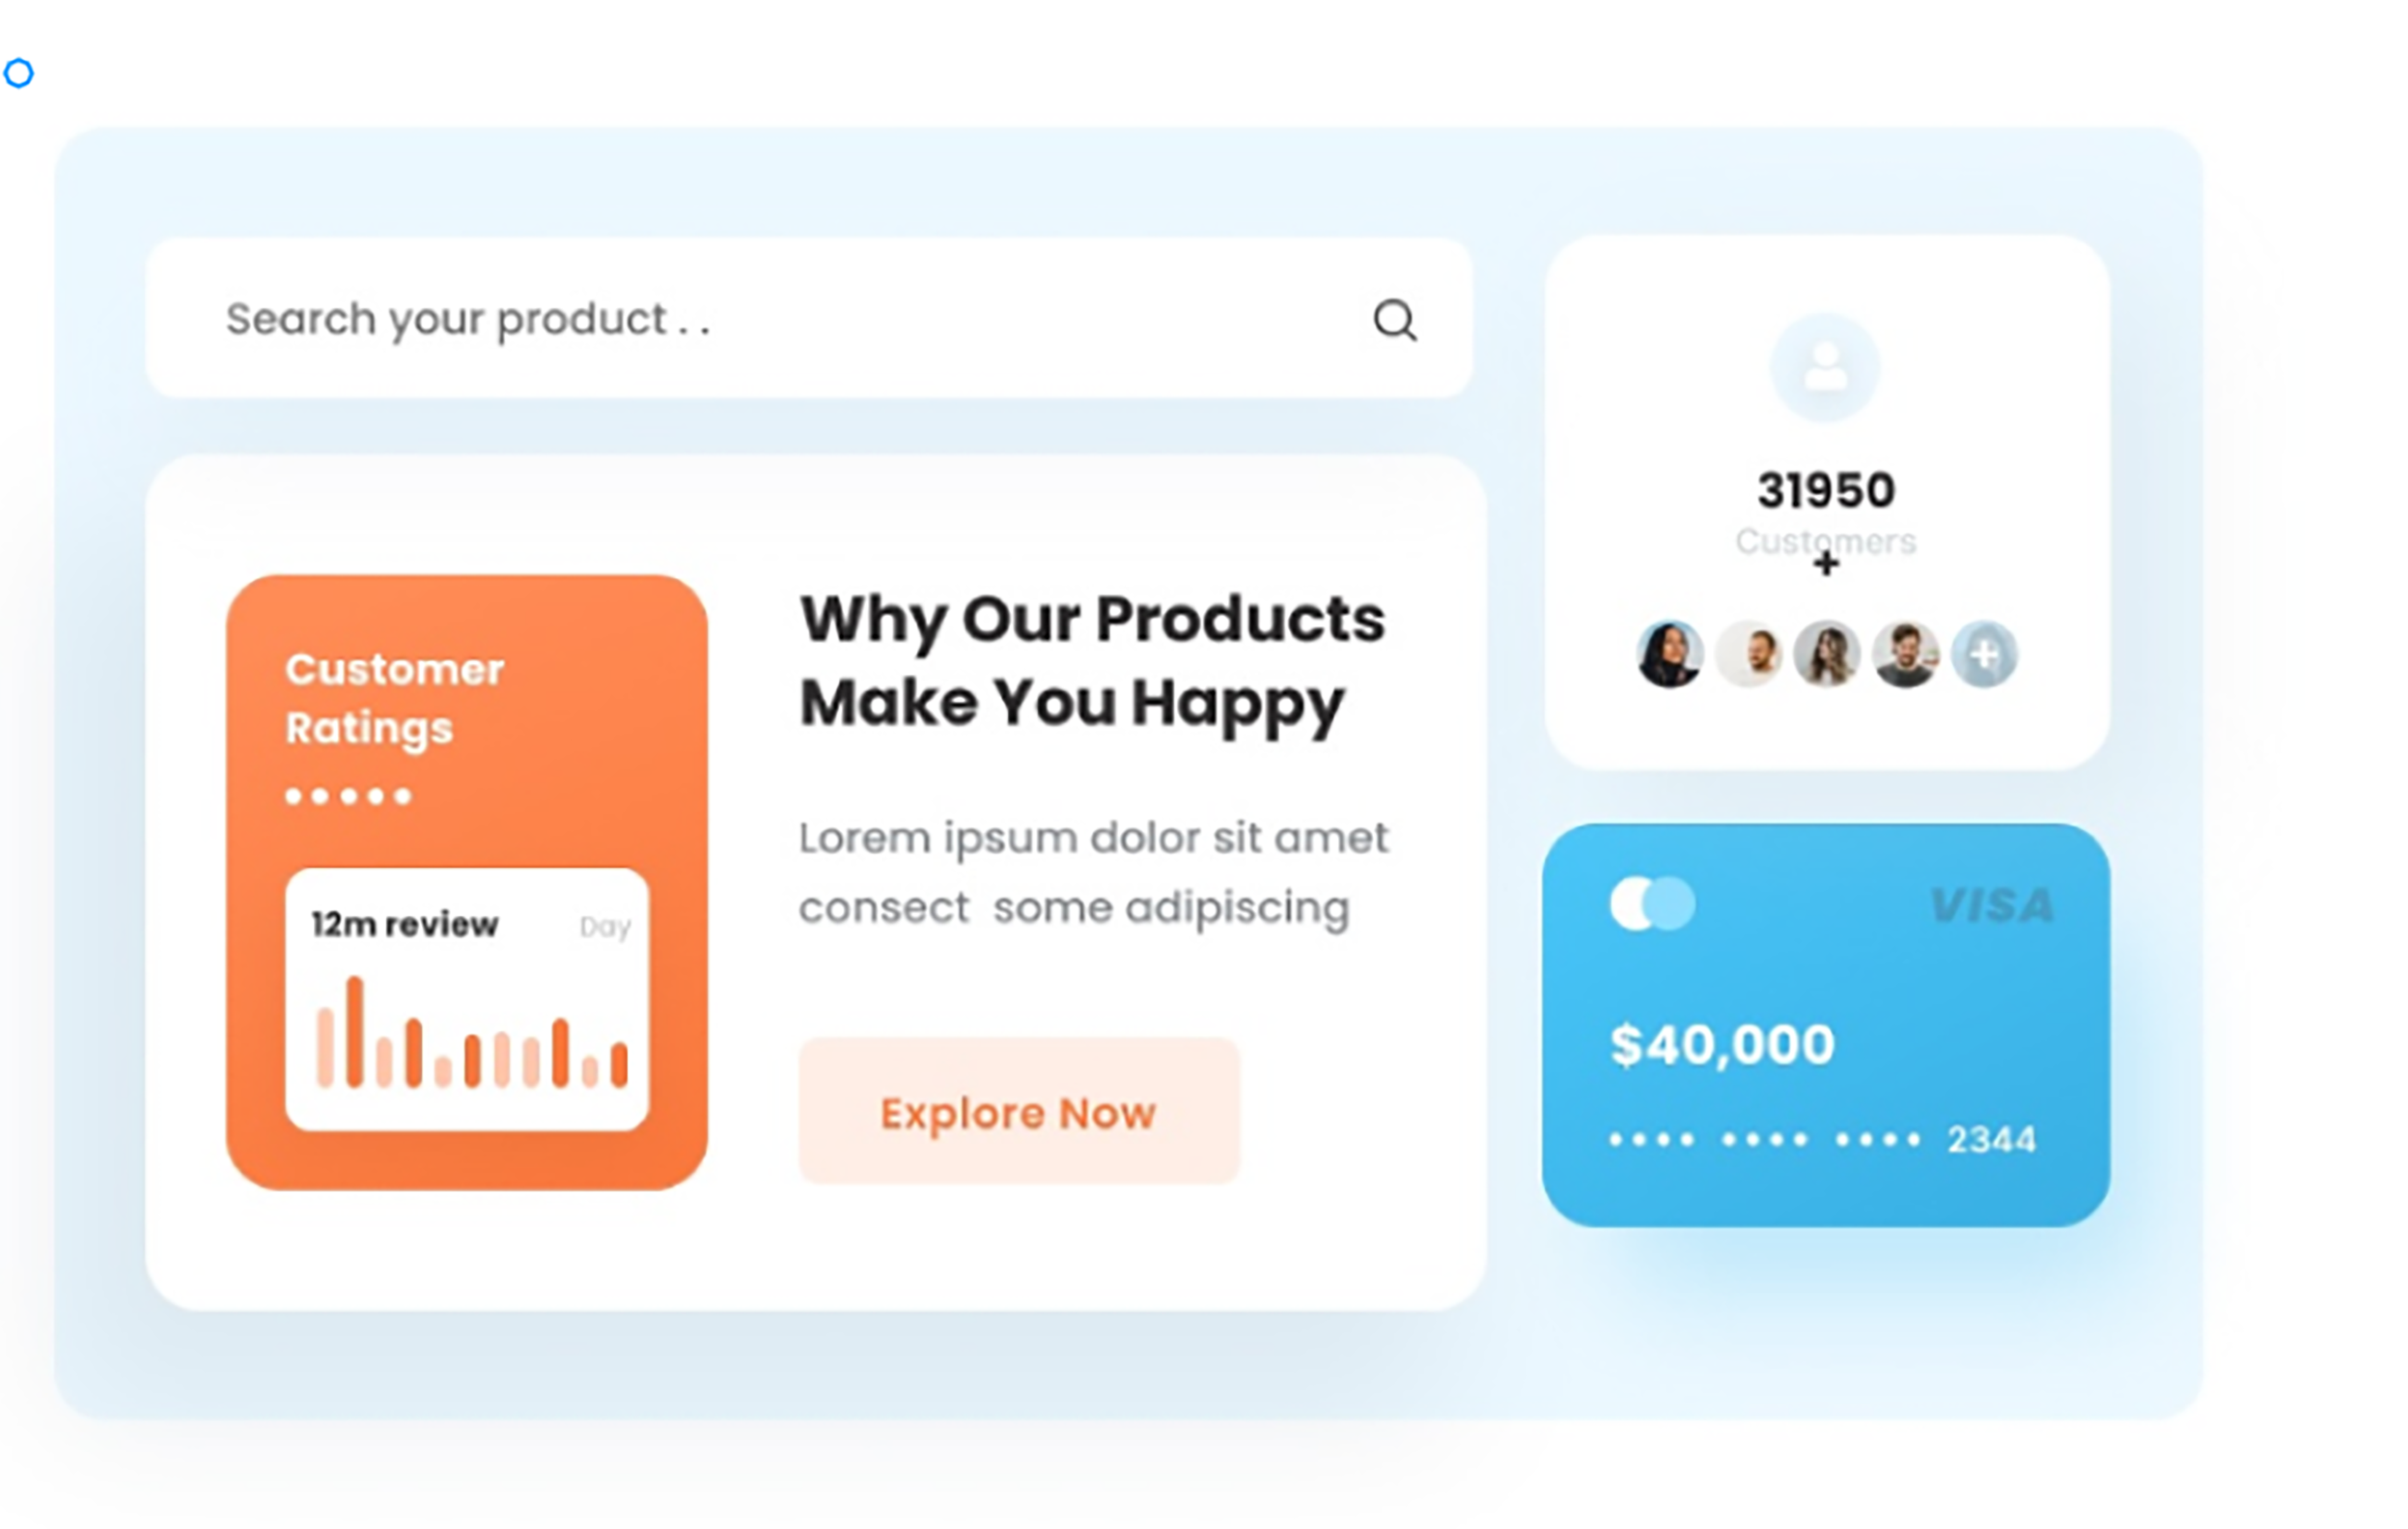 Search your product . .
31950
Customers
+
Customer
Ratings
12m review Day
Why Our Products
Make You Happy
Lorem ipsum dolor sit amet
consect some adipiscing
Explore Now
VISA
$40,000
•••• •••• •••• 2344